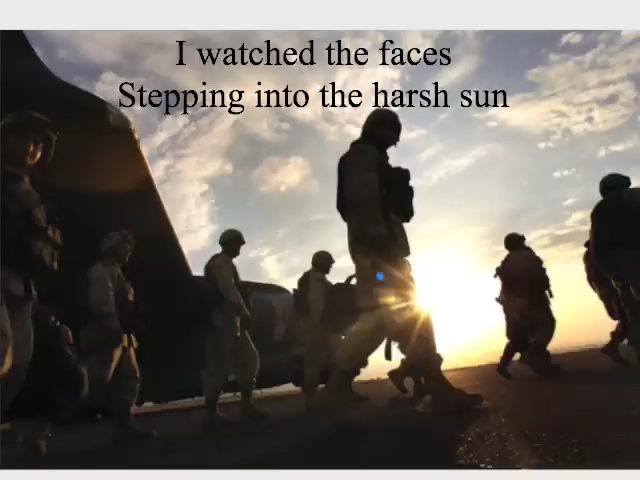 I watched the faces
Stepping into the harsh sun